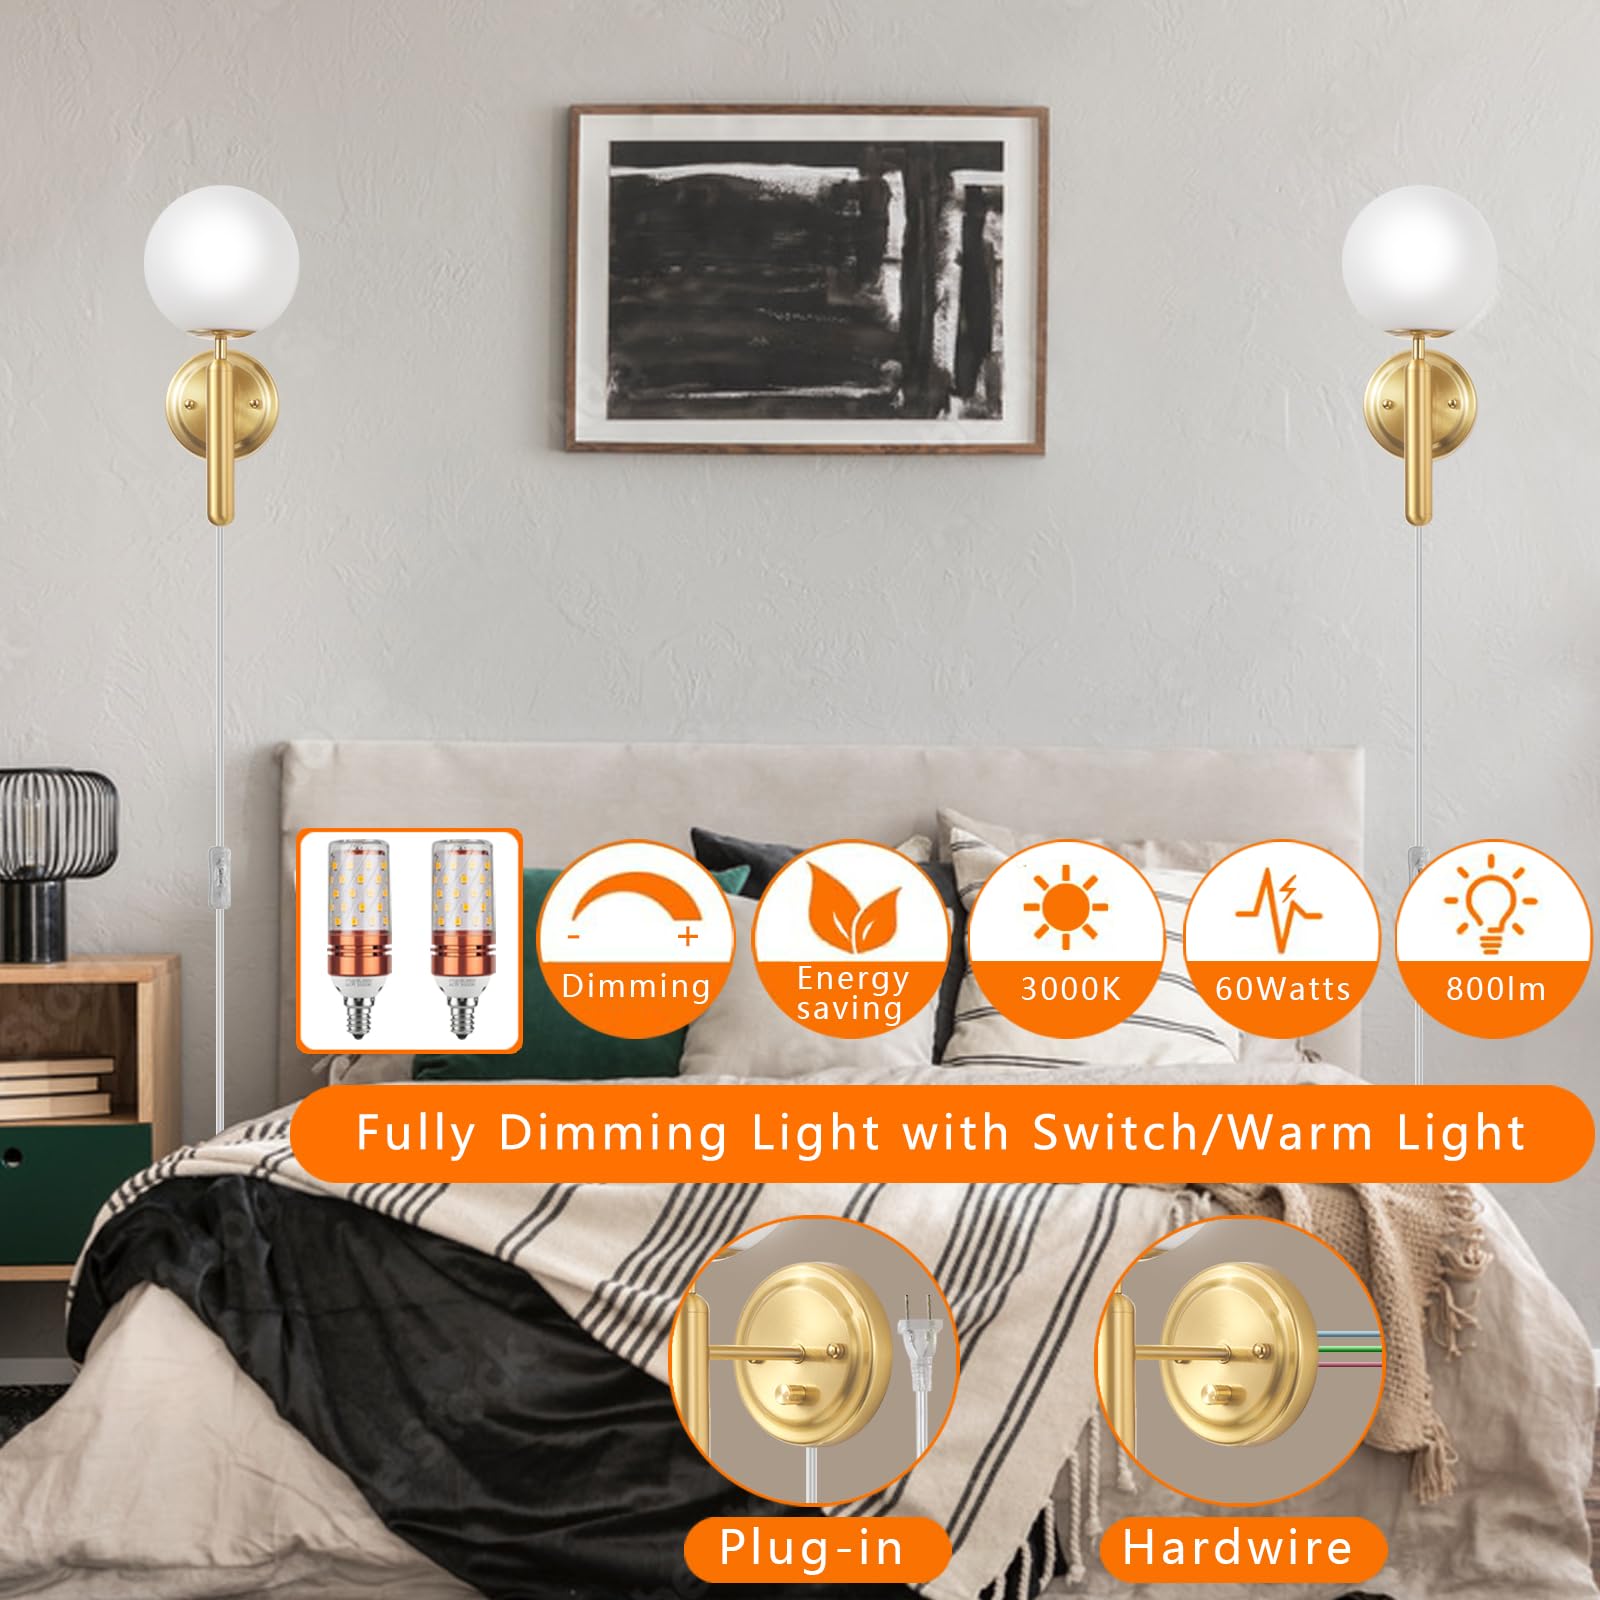 Dimming
Energy
saving
3000K
60Watts
800lm
Fully Dimming Light with Switch/Warm Light
Plug-in
Hardwire